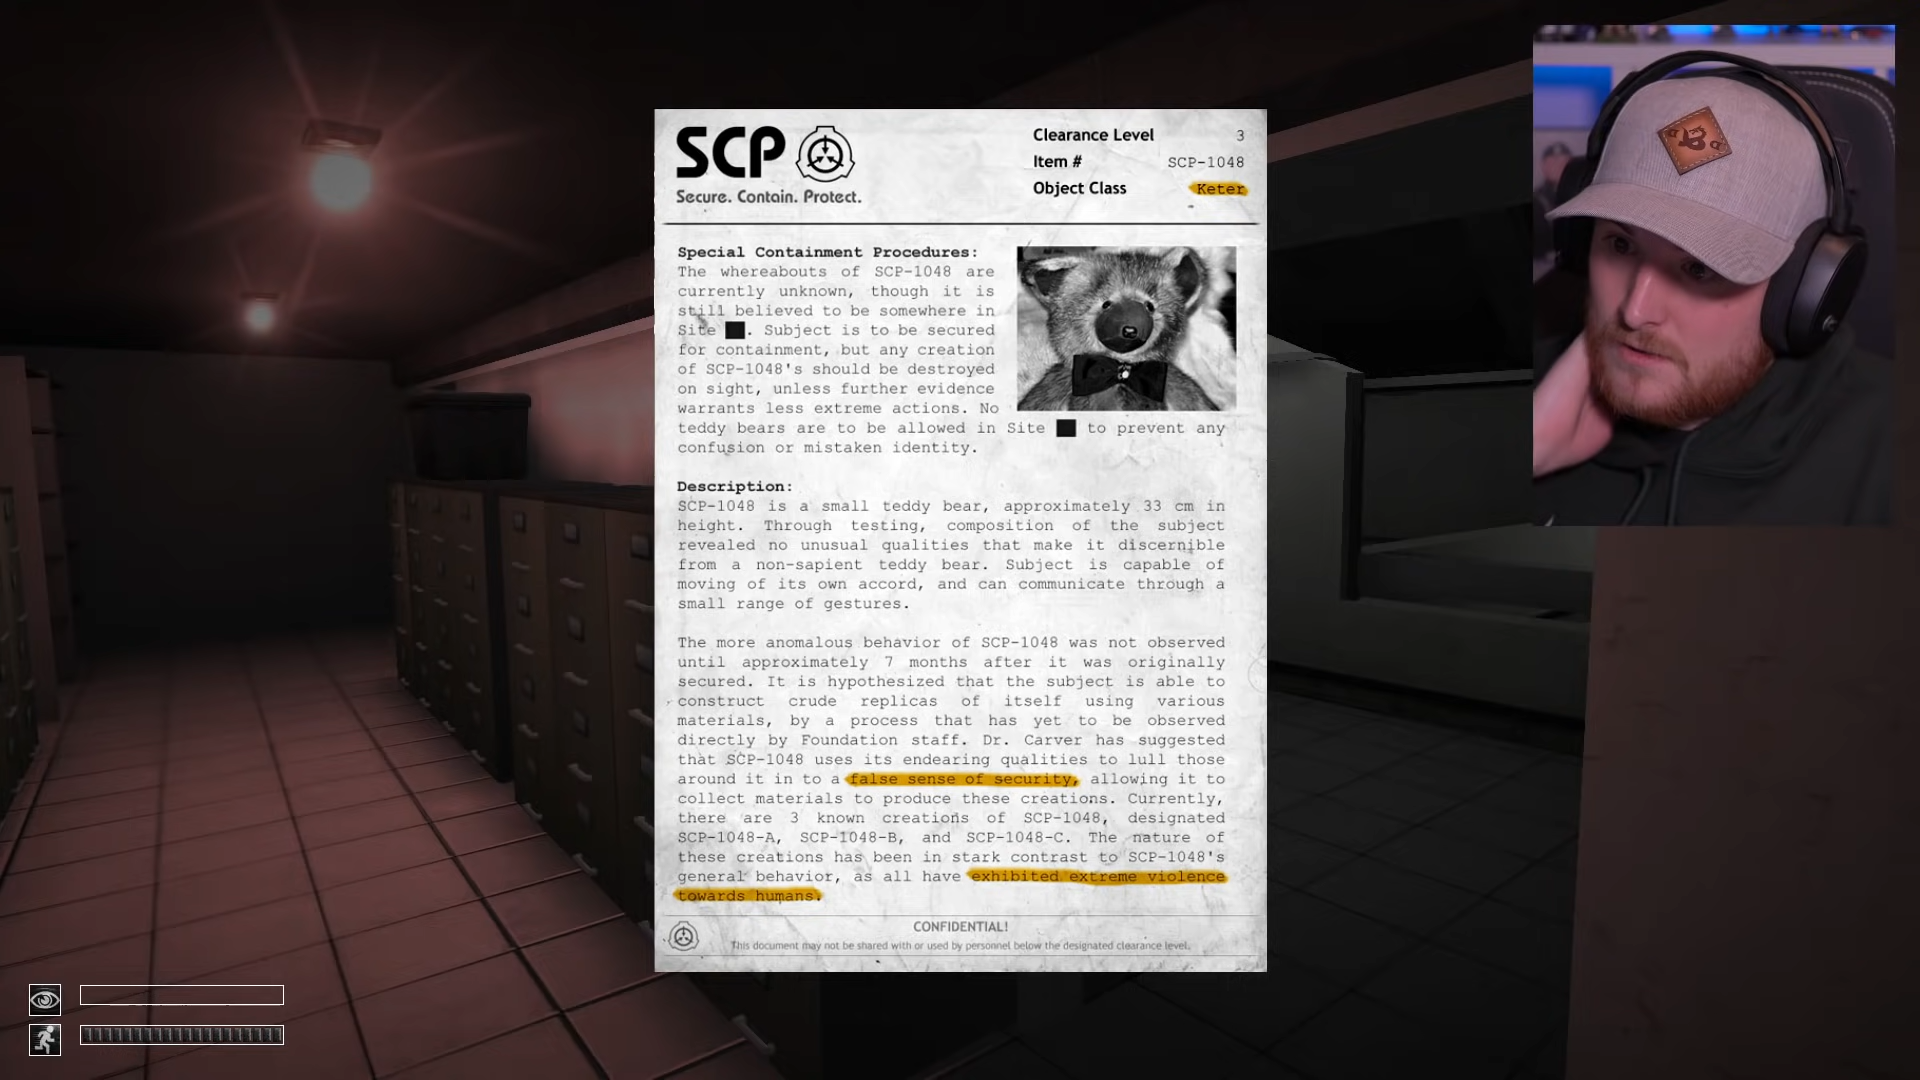 SCP
Secure. Contain. Protect.
Clearance Level 3
Item # SCP-1048
Object Class Keter
Special Containment Procedures:
The whereabouts of SCP-1048 are
currently unknown, though it is
still believed to be somewhere in
Site . Subject is to be secured
for containment, but any creation
of SCP-1048's should be destroyed
on sight, unless further evidence
warrants less extreme actions. No
teddy bears are to be allowed in Site to prevent any
confusion or mistaken identity.
Description:
SCP-1048 is a small teddy bear, approximately 33 cm in
height. Through testing, composition of the subject
revealed no unusual qualities that make it discernible
from a non-sapient teddy bear. Subject is capable of
moving of its own accord, and can communicate through a
small range of gestures.
The more anomalous behavior of SCP-1048 was not observed
until approximately 7 months after it was originally
secured. It is hypothesized that the subject is able to
construct crude replicas of itself using various
materials, by a process that has yet to be observed
directly by Foundation staff. Dr. Carver has suggested
that SCP-1048 uses its endearing qualities to lull those
around it in to a false sense of security, allowing it to
collect materials to produce these creations. Currently,
there are 3 known creations of SCP-1048, designated
SCP-1048-A, SCP-1048-B, and SCP-1048-C. The nature of
these creations has been in stark contrast to SCP-1048's
general behavior, as all have exhibited extreme violence
towards humans.
CONFIDENTIAL!
This document may not be shared with or used by personnel below the designated clearance level.